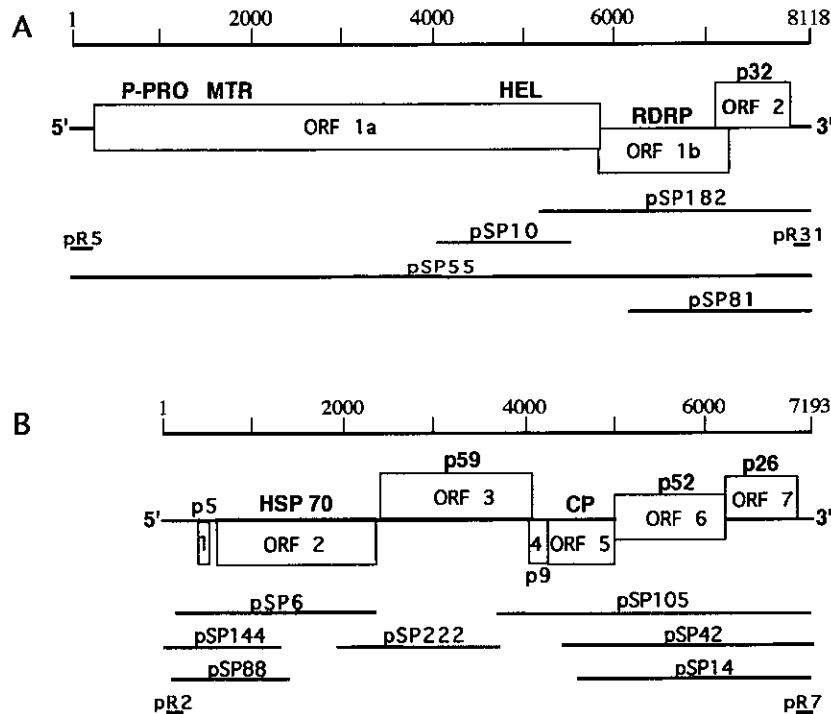 A
1 2000 4000 6000 8118
p32
P-PRO MTR HEL
ORF 2
RDRP
5' ORF 1a 3'
ORF 1b
pSP182
pR5 pSP10 pR31
pSP55
pSP81
B
1 2000 4000 6000 7193
p59
p5 HSP 70 CP p52 p26
ORF 3
ORF 7
5' ORF 6 3'
1 ORF 2 4 ORF 5
p9
pSP6 pSP105
pSP144 pSP222 pSP42
pSP88 pSP14
pR2 pR7